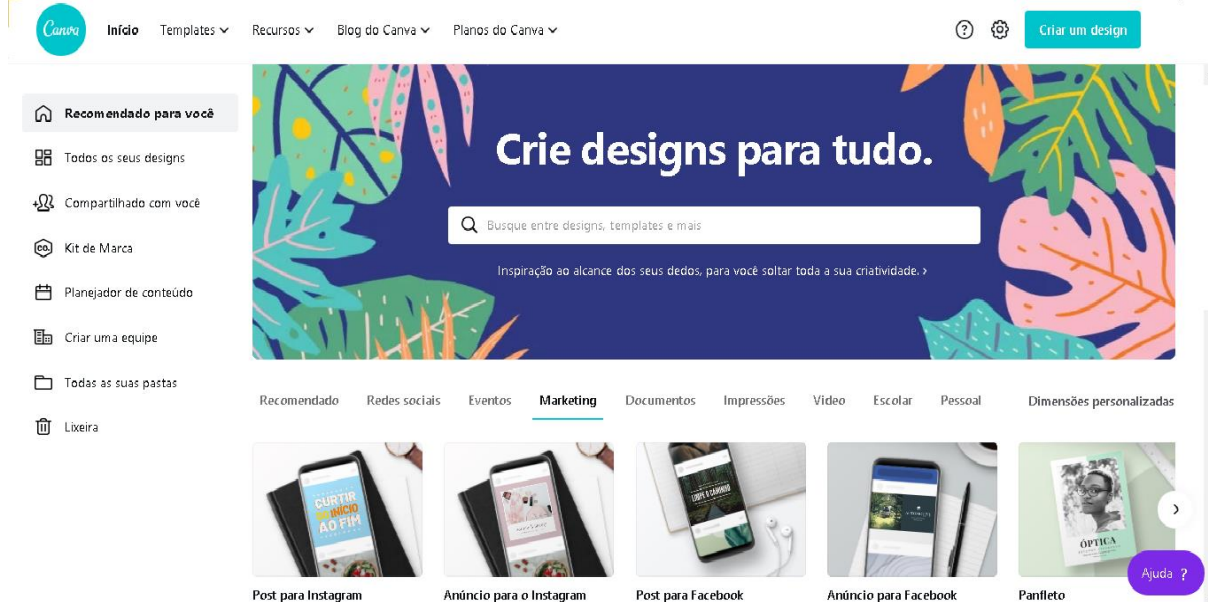 Canva
Início Templates Recursos Blog do Canva Planos do Canva
? Criar um design
Recomendado para você
Todos os seus designs
Compartilhado com você
co. Kit de Marca
Planejador de conteúdo
Criar uma equipe
Todas as suas pastas
Lixeira
Crie designs para tudo.
Busque entre designs, templates e mais
Inspiração ao alcance dos seus dedos, para você soltar toda a sua criatividade. ›
Recomendado Redes sociais Eventos Marketing Documentos Impressões Vídeo Escolar Pessoal Dimensões personalizadas
CURTIR
DO INÍCIO
AO FIM
LIMPE O CAMINHO
ÓPTICA
Ajuda ?
Post para Instagram
Anúncio para o Instagram
Post para Facebook
Anúncio para Facebook
Panfleto